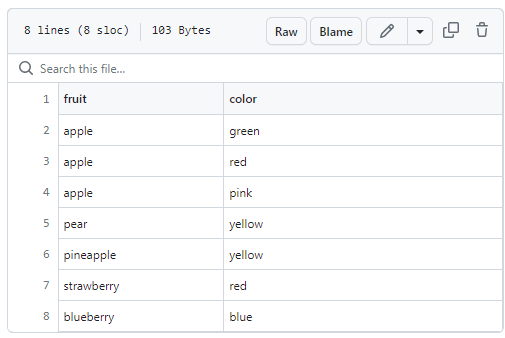 8 lines (8 sloc) 103 Bytes Raw Blame
Search this file...
1 fruit color
2 apple green
3 apple red
4 apple pink
5 pear yellow
6 pineapple yellow
7 strawberry red
8 blueberry blue